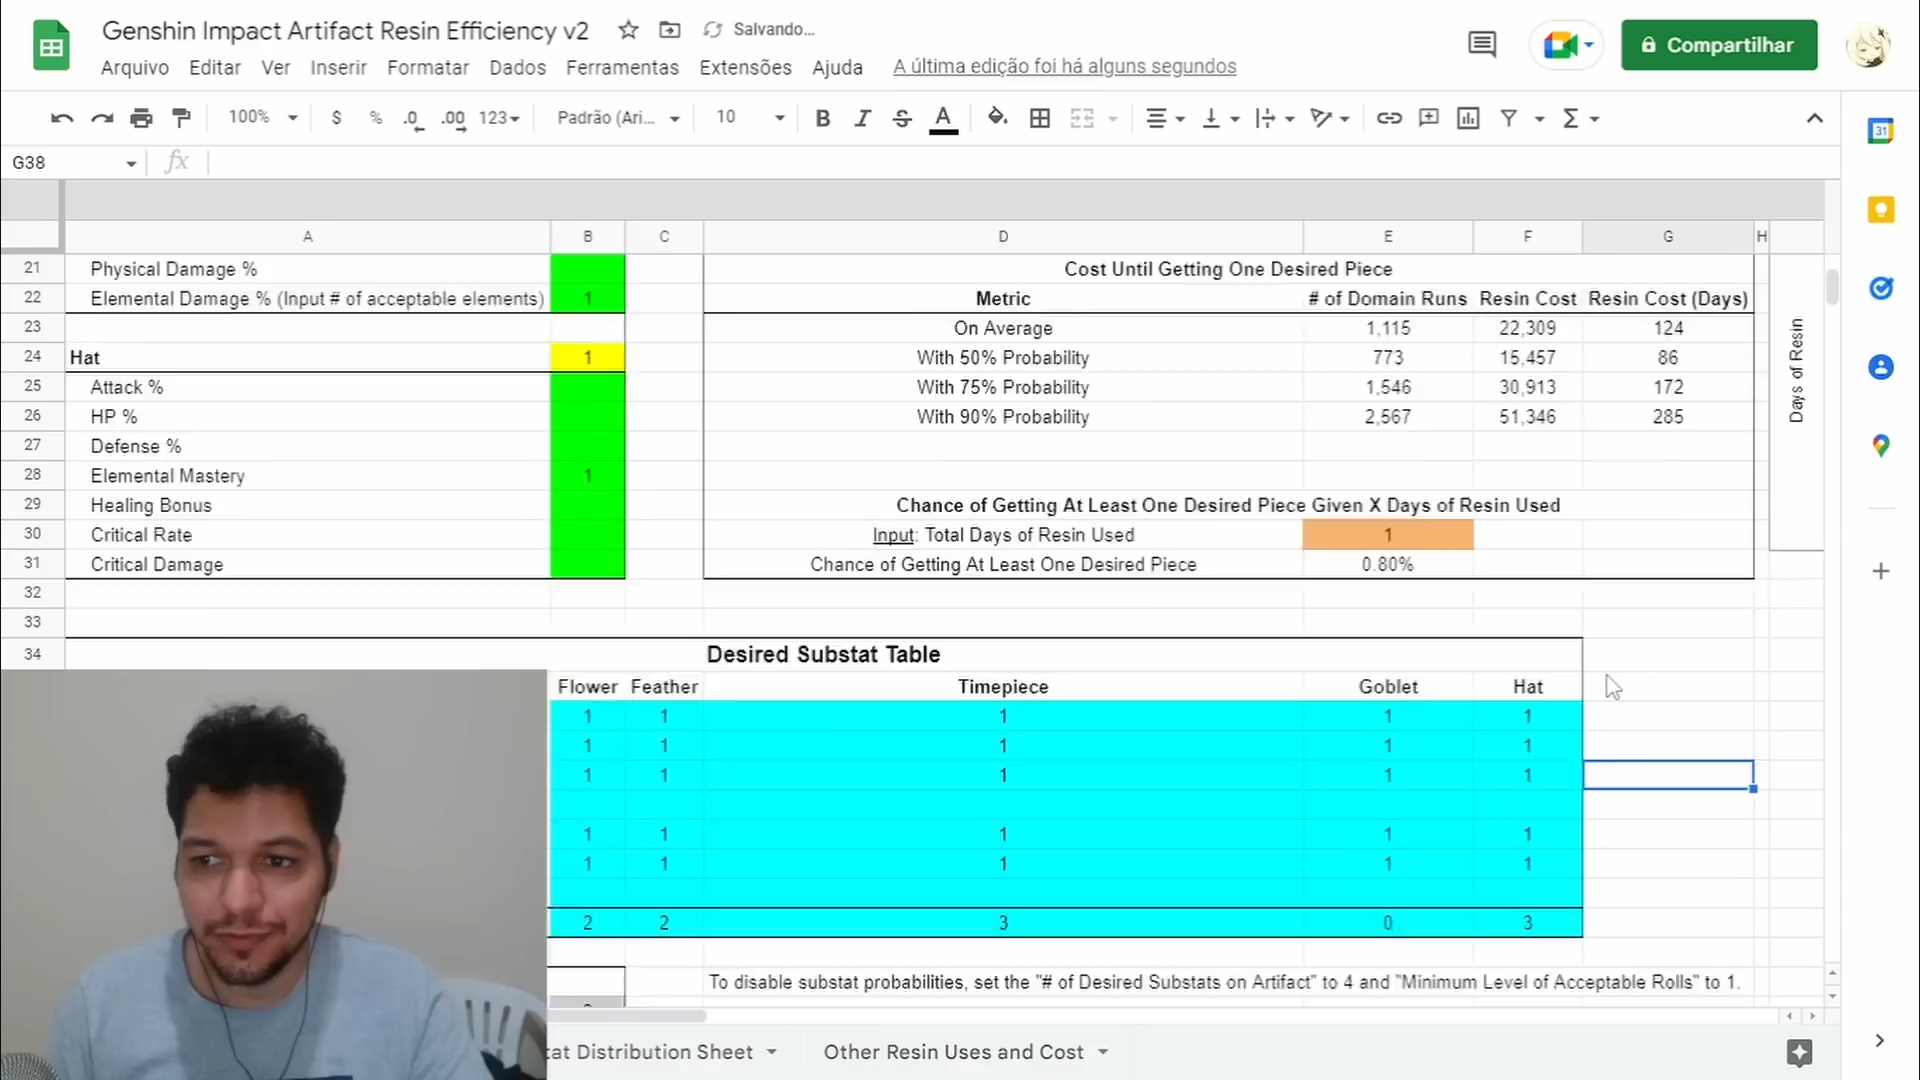 Genshin Impact Artifact Resin Efficiency v2 Salvando...
Arquivo Editar Ver Inserir Formatar Dados Ferramentas Extensões Ajuda A última edição foi há alguns segundos
Compartilhar
100% $ % .0 .00 123 Padrão (Ari... 10 B I S A Σ
31
G38 fx
A B C D E F G H
21 Physical Damage % Cost Until Getting One Desired Piece
22 Elemental Damage % (Input # of acceptable elements) 1 Metric # of Domain Runs Resin Cost Resin Cost (Days)
23 On Average 1,115 22,309 124
24 Hat 1 With 50% Probability 773 15,457 86
25 Attack % With 75% Probability 1,546 30,913 172
26 HP % With 90% Probability 2,567 51,346 285
Days of Resin
27 Defense %
28 Elemental Mastery 1
29 Healing Bonus Chance of Getting At Least One Desired Piece Given X Days of Resin Used
30 Critical Rate Input: Total Days of Resin Used 1
31 Critical Damage Chance of Getting At Least One Desired Piece 0.80%
32
33
34 Desired Substat Table
Flower Feather Timepiece Goblet Hat
1 1 1 1 1
1 1 1 1 1
1 1 1 1 1
1 1 1 1 1
1 1 1 1 1
2 2 3 0 3
To disable substat probabilities, set the "# of Desired Substats on Artifact" to 4 and "Minimum Level of Acceptable Rolls" to 1.
tat Distribution Sheet Other Resin Uses and Cost